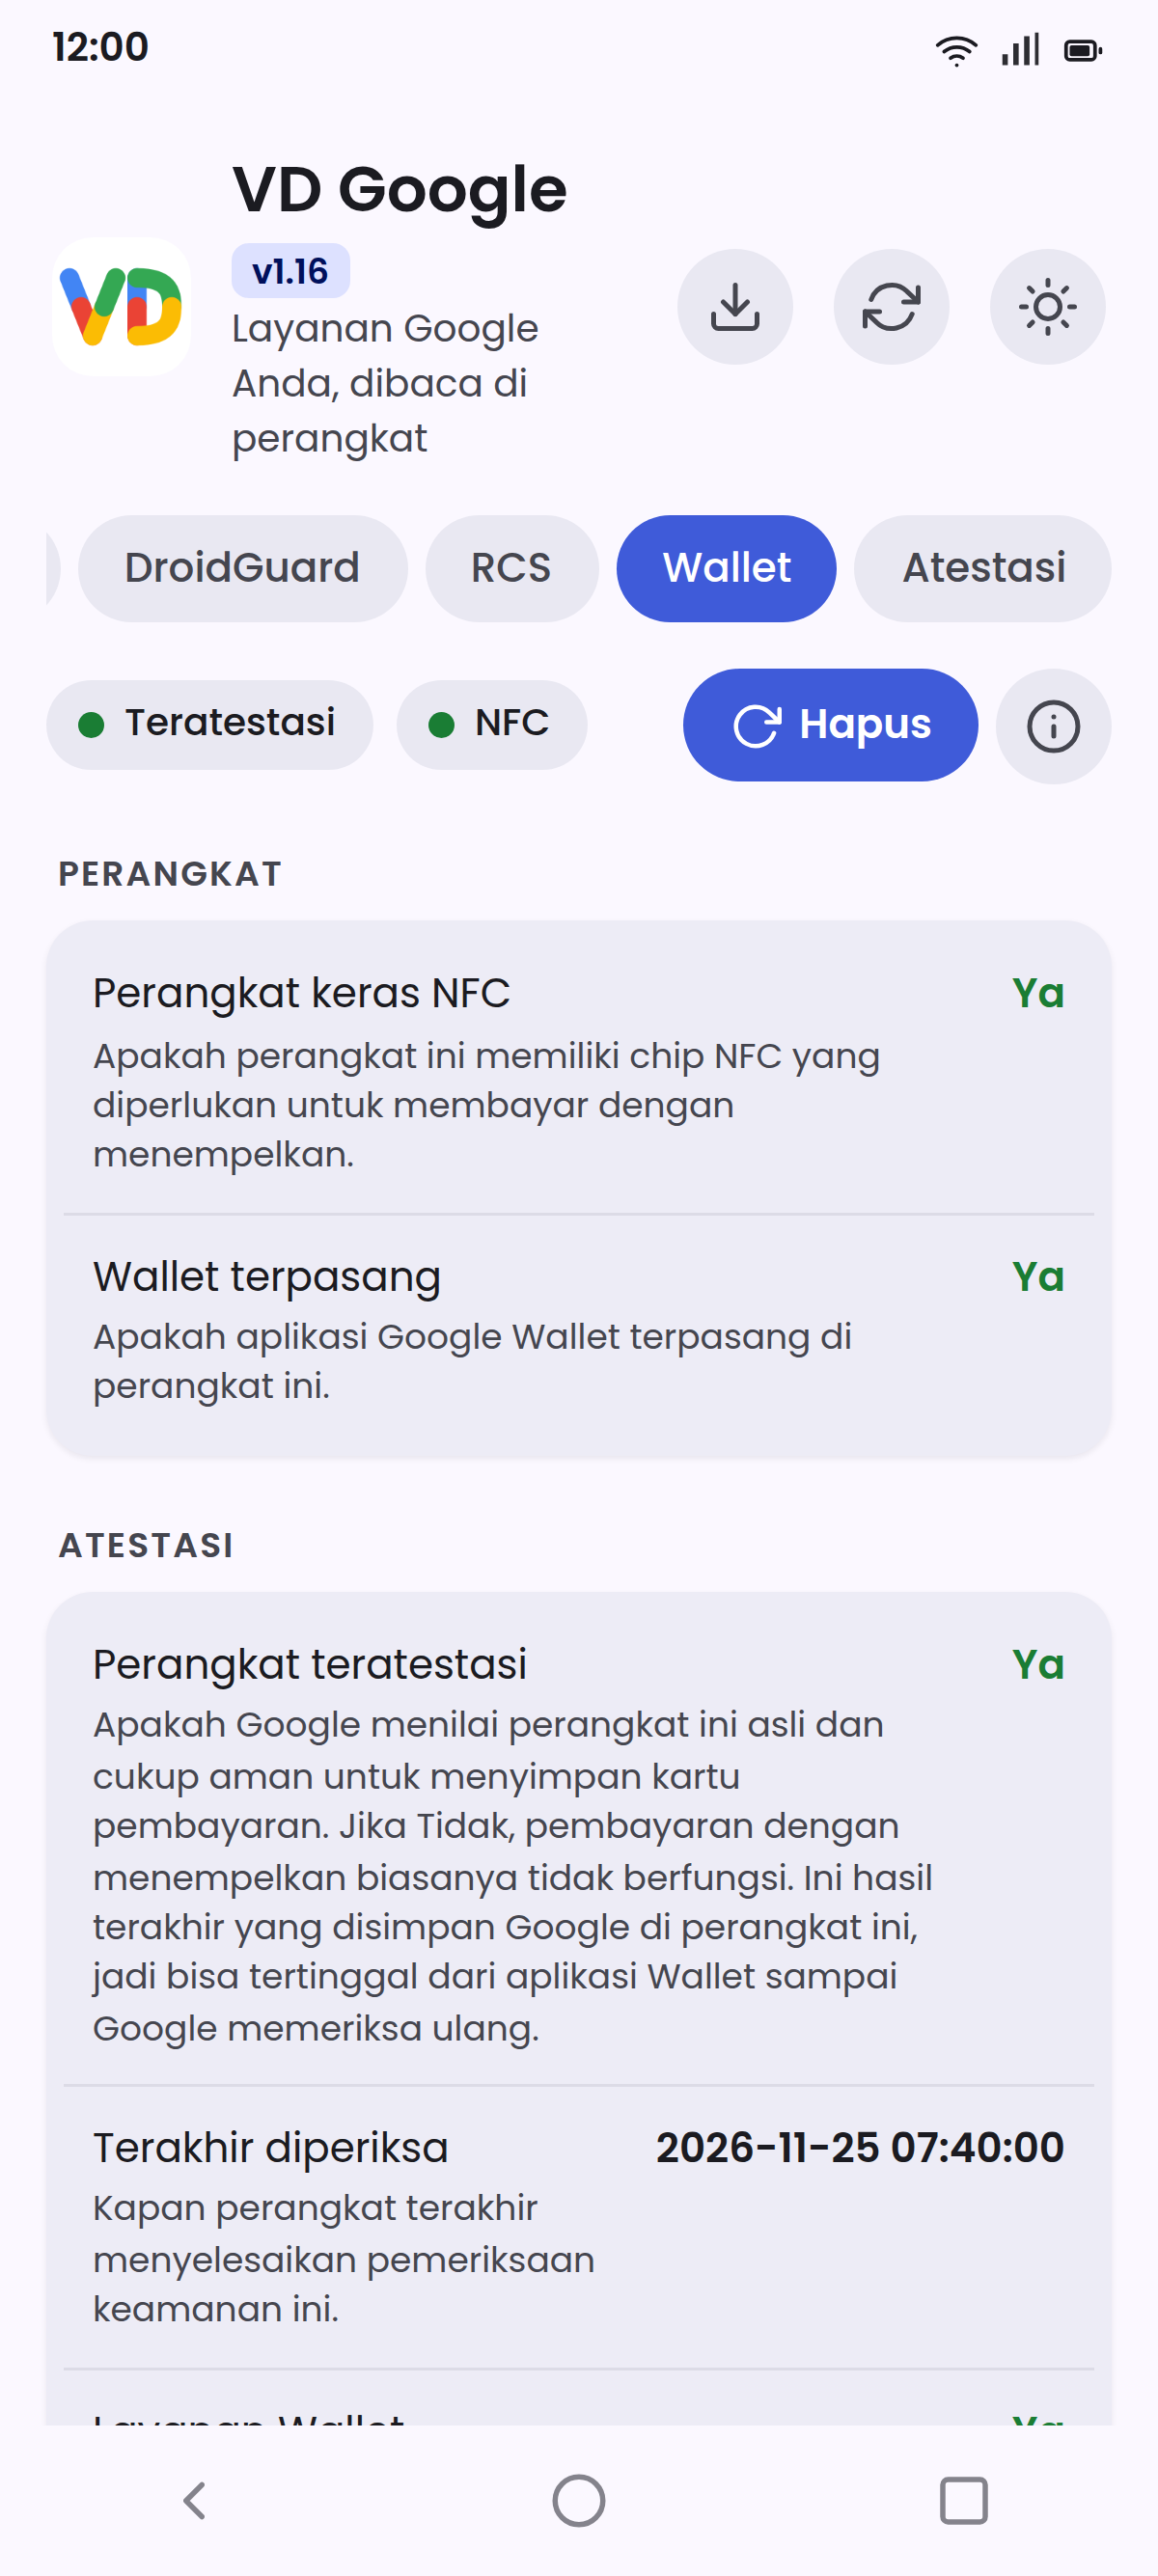 12:00
VD Google
VD
v1.16
Layanan Google
Anda, dibaca di
perangkat
DroidGuard
RCS
Wallet
Atestasi
Teratestasi
NFC
Hapus
PERANGKAT
Perangkat keras NFC
Ya
Apakah perangkat ini memiliki chip NFC yang
diperlukan untuk membayar dengan
menempelkan.
Wallet terpasang
Ya
Apakah aplikasi Google Wallet terpasang di
perangkat ini.
ATESTASI
Perangkat teratestasi
Ya
Apakah Google menilai perangkat ini asli dan
cukup aman untuk menyimpan kartu
pembayaran. Jika Tidak, pembayaran dengan
menempelkan biasanya tidak berfungsi. Ini hasil
terakhir yang disimpan Google di perangkat ini,
jadi bisa tertinggal dari aplikasi Wallet sampai
Google memeriksa ulang.
Terakhir diperiksa
2026-11-25 07:40:00
Kapan perangkat terakhir
menyelesaikan pemeriksaan
keamanan ini.
Layanan Wallet
Ya